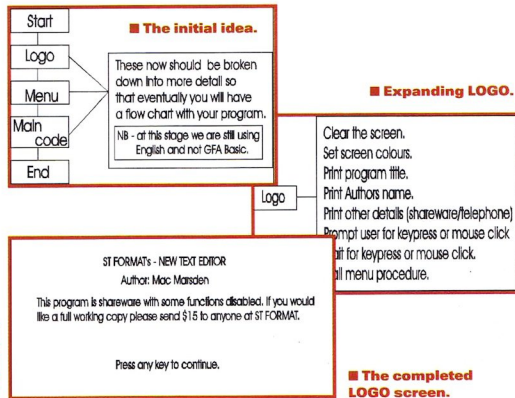 Start
Logo
Menu
Main
code
End
■ The initial idea.
These now should be broken
down into more detail so
that eventually you will have
a flow chart with your program.
NB - at this stage we are still using
English and not GFA Basic.
■ Expanding LOGO.
Logo
Clear the screen.
Set screen colours.
Print program title.
Print Authors name.
Print other details (shareware/telephone)
Prompt user for keypress or mouse click
ait for keypress or mouse click.
all menu procedure.
ST FORMATs - NEW TEXT EDITOR
Author: Mac Marsden
This program is shareware with some functions disabled. If you would
like a full working copy please send $15 to anyone at ST FORMAT.
Press any key to continue.
■ The completed
LOGO screen.